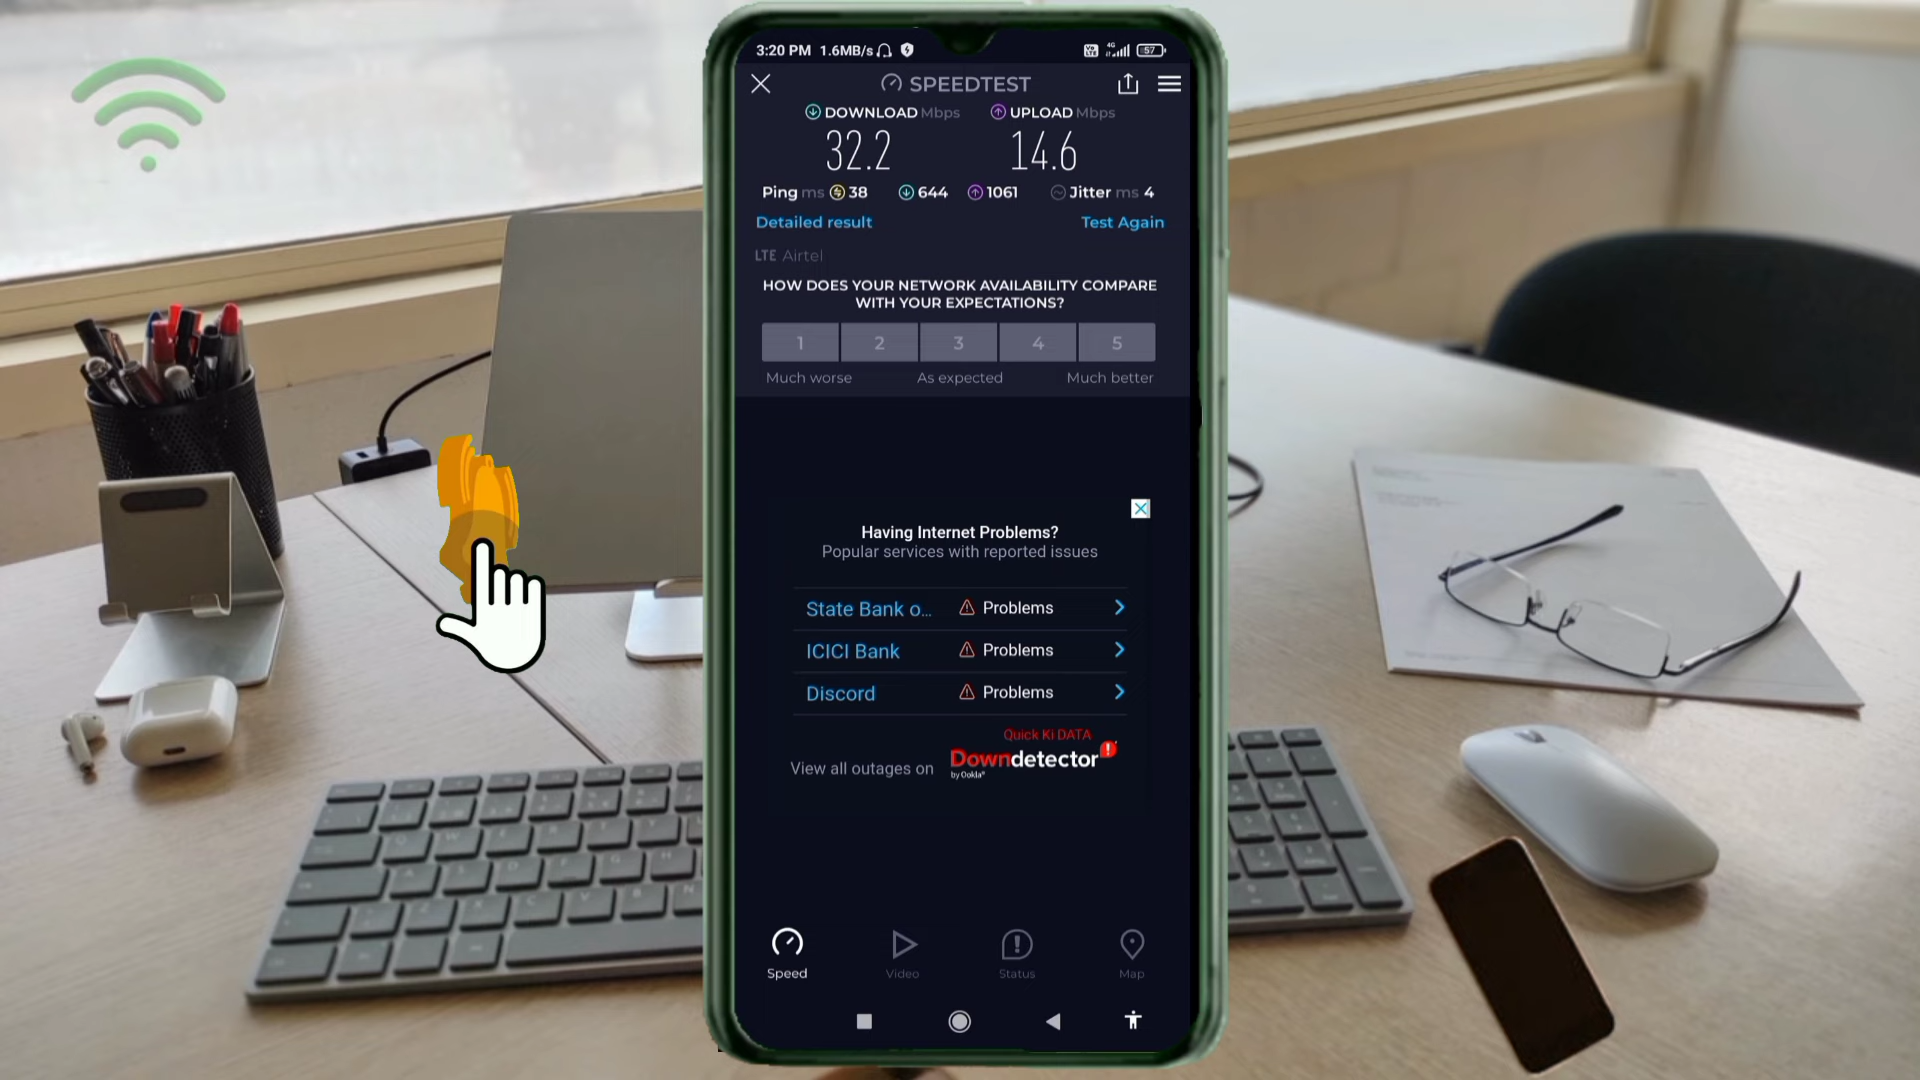 3:20 PM 1.6MB/s
4G
57
SPEEDTEST
DOWNLOAD Mbps
UPLOAD Mbps
32.2
14.6
Ping ms 38 644 1061 Jitter ms 4
Detailed result
Test Again
LTE Airtel
HOW DOES YOUR NETWORK AVAILABILITY COMPARE
WITH YOUR EXPECTATIONS?
1 2 3 4 5
Much worse
As expected
Much better
Having Internet Problems?
Popular services with reported issues
State Bank o... Problems
ICICI Bank Problems
Discord Problems
Quick Ki DATA
View all outages on Downdetector
by Ookla®
Speed
Video
Status
Map